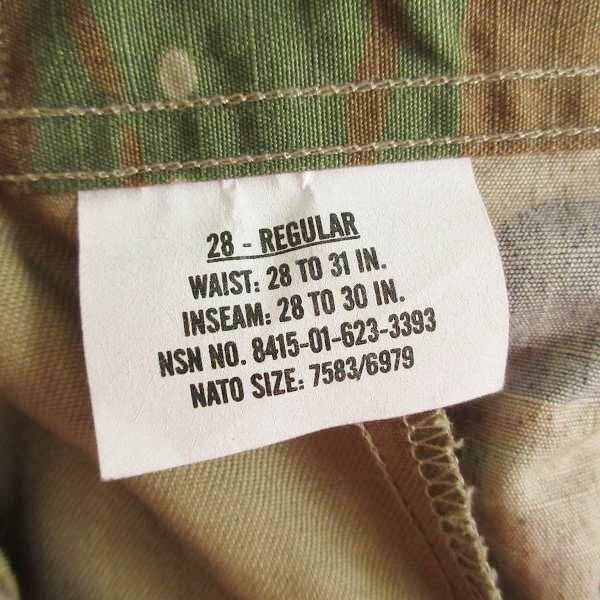 28 - REGULAR
WAIST: 28 TO 31 IN.
INSEAM: 28 TO 30 IN.
NSN NO. 8415-01-623-3393
NATO SIZE: 7583/6979